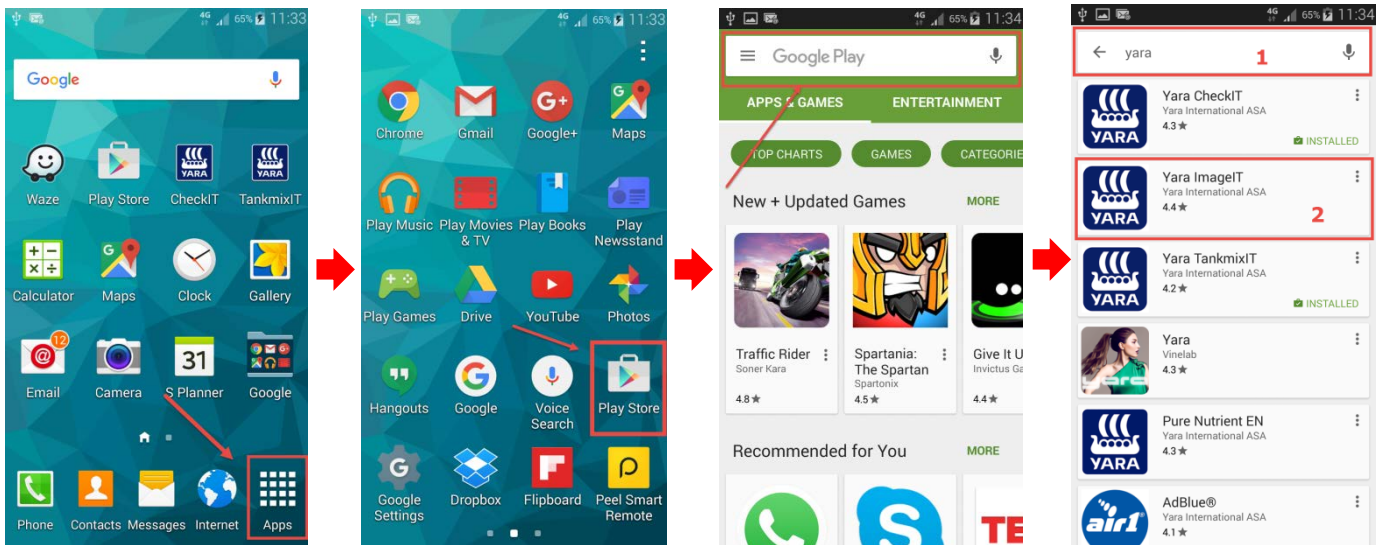 4G 65% 11:33
Google
YARA YARA
Waze Play Store CheckIT TankmixIT
G
Calculator Maps Clock Gallery
@ 12 31
Email Camera S Planner Google
Phone Contacts Messages Internet Apps
4G 65% 11:33
G+ G
Chrome Gmail Google+ Maps
Play Music Play Movies & TV Play Books Play Newsstand
Play Games Drive YouTube Photos
G
Hangouts Google Voice Search Play Store
G
Google Settings Dropbox Flipboard Peel Smart Remote
4G 65% 11:34
Google Play
APPS & GAMES ENTERTAINMENT
TOP CHARTS GAMES CATEGORIE
New + Updated Games MORE
Traffic Rider Spartania: Give It U
Soner Kara The Spartan Invictus Ga
Spartonix
4.8★ 4.5★ 4.4★
Recommended for You MORE
S TE
4G 65% 11:34
yara 1
Yara CheckIT
Yara International ASA
4.3★
YARA
INSTALLED
Yara ImageIT
Yara International ASA
4.4★
YARA
2
Yara TankmixIT
Yara International ASA
4.2★
YARA
INSTALLED
Yara
Vinelab
4.3★
yara
Pure Nutrient EN
Yara International ASA
4.3★
YARA
AdBlue®
Yara International ASA
4.1★
air1